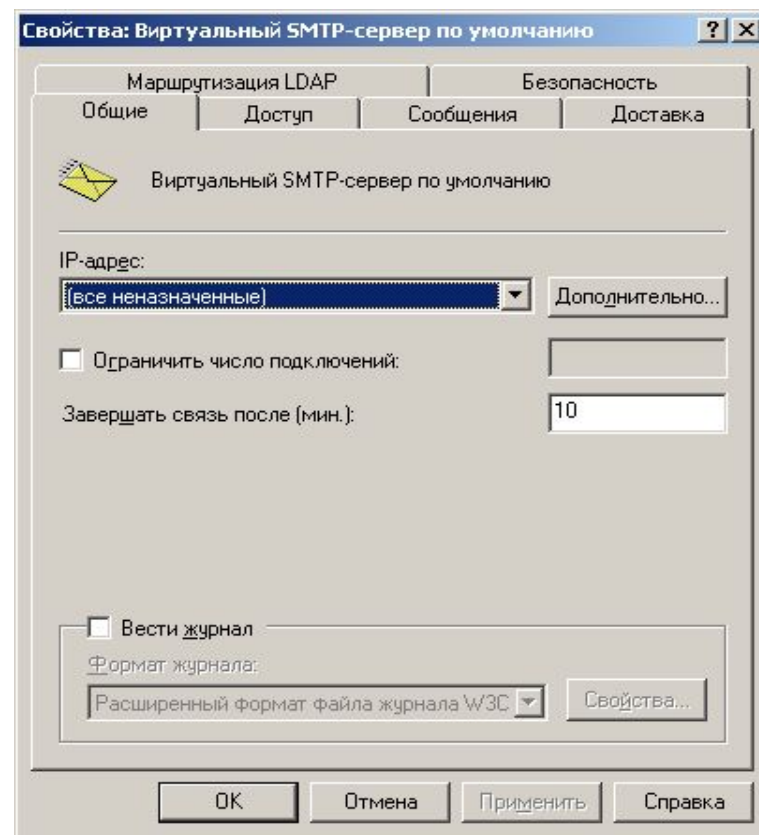 Свойства: Виртуальный SMTP-сервер по умолчанию
Маршрутизация LDAP Безопасность
Общие Доступ Сообщения Доставка
Виртуальный SMTP-сервер по умолчанию
IP-адрес:
(все неназначенные) Дополнительно...
Ограничить число подключений:
Завершать связь после (мин.): 10
Вести журнал
Формат журнала:
Расширенный формат файла журнала W3C Свойства...
OK Отмена Применить Справка